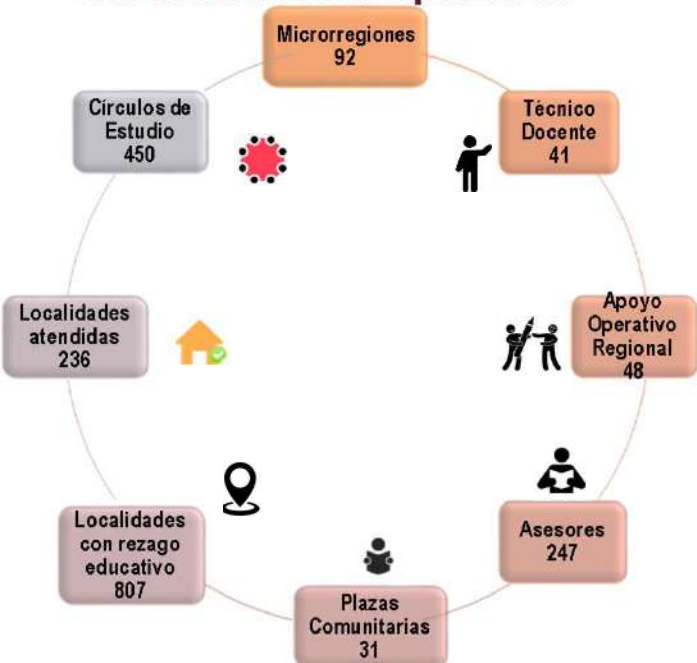 Microrregiones
92
Técnico
Docente
41
Apoyo
Operativo
Regional
48
Asesores
247
Plazas
Comunitarias
31
Localidades
con rezago
educativo
807
Localidades
atendidas
236
Círculos de
Estudio
450